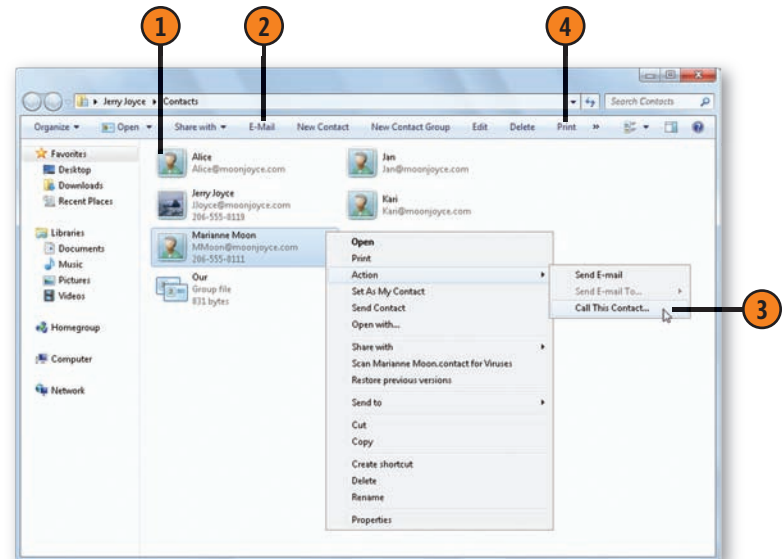 1
2
4
Jerry Joyce ▸ Contacts
Search Contacts
Organize Open Share with E-Mail New Contact New Contact Group Edit Delete Print »
Favorites
Desktop
Downloads
Recent Places
Libraries
Documents
Music
Pictures
Videos
Homegroup
Computer
Network
Alice
Alice@moonjoyce.com
Jan
Jan@moonjoyce.com
Jerry Joyce
JJoyce@moonjoyce.com
206-555-8119
Kari
Kari@moonjoyce.com
Marianne Moon
MMoon@moonjoyce.com
206-555-8111
Our
Group file
831 bytes
Open
Print
Action
Set As My Contact
Send Contact
Open with...
Share with
Scan Marianne Moon.contact for Viruses
Restore previous versions
Send to
Cut
Copy
Create shortcut
Delete
Rename
Properties
Send E-mail
Send E-mail To...
Call This Contact...
3